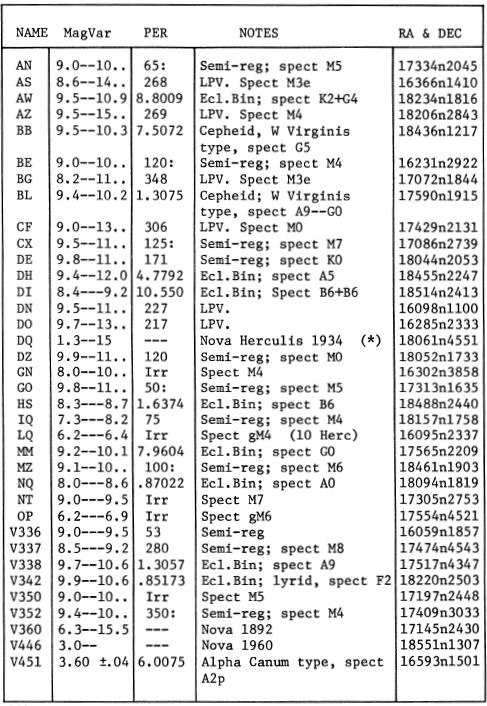 NAME MagVar PER NOTES RA & DEC
AN 9.0--10.. 65: Semi-reg; spect M5 17334n2045
AS 8.6--14.. 268 LPV. Spect M3e 16366n1410
AW 9.5--10.9 8.8009 Ecl.Bin; spect K2+G4 18234n1816
AZ 9.5--15.. 269 LPV. Spect M4 18206n2843
BB 9.5--10.3 7.5072 Cepheid, W Virginis 18436n1217
type, spect G5
BE 9.0--10.. 120: Semi-reg; spect M4 16231n2922
BG 8.2--11.. 348 LPV. Spect M3e 17072n1844
BL 9.4--10.2 1.3075 Cepheid; W Virginis 17590n1915
type, spect A9--G0
CF 9.0--13.. 306 LPV. Spect M0 17429n2131
CX 9.5--11.. 125: Semi-reg; spect M7 17086n2739
DE 9.8--11.. 171 Semi-reg; spect K0 18044n2053
DH 9.4--12.0 4.7792 Ecl.Bin; spect A5 18455n2247
DI 8.4---9.2 10.550 Ecl.Bin; Spect B6+B6 18514n2413
DN 9.5--11.. 227 LPV. 16098n1100
DO 9.7--13.. 217 LPV. 16285n2333
DQ 1.3--15 --- Nova Herculis 1934 (*) 18061n4551
DZ 9.9--11.. 120 Semi-reg; spect M0 18052n1733
GN 8.0--10.. Irr Spect M4 16302n3858
GO 9.8--11.. 50: Semi-reg; spect M5 17313n1635
HS 8.3---8.7 1.6374 Ecl.Bin; spect B6 18488n2440
IQ 7.3---8.2 75 Semi-reg; spect M4 18157n1758
LQ 6.2---6.4 Irr Spect gM4 (10 Herc) 16095n2337
MM 9.2--10.1 7.9604 Ecl.Bin; spect G0 17565n2209
MZ 9.1--10.. 100: Semi-reg; spect M6 18461n1903
NQ 8.0---8.6 .87022 Ecl.Bin; spect A0 18094n1819
NT 9.0---9.5 Irr Spect M7 17305n2753
OP 6.2---6.9 Irr Spect gM6 17554n4521
V336 9.0---9.5 53 Semi-reg 16059n1857
V337 8.5---9.2 280 Semi-reg; spect M8 17474n4543
V338 9.7--10.6 1.3057 Ecl.Bin; spect A9 17517n4347
V342 9.9--10.6 .85173 Ecl.Bin; lyrid, spect F2 18220n2503
V350 9.0--10.. Irr Spect M5 17197n2448
V352 9.4--10.. 350: Semi-reg; spect M4 17409n3033
V360 6.3--15.5 --- Nova 1892 17145n2430
V446 3.0-- --- Nova 1960 18551n1307
V451 3.60 ±.04 6.0075 Alpha Canum type, spect 16593n1501
A2p